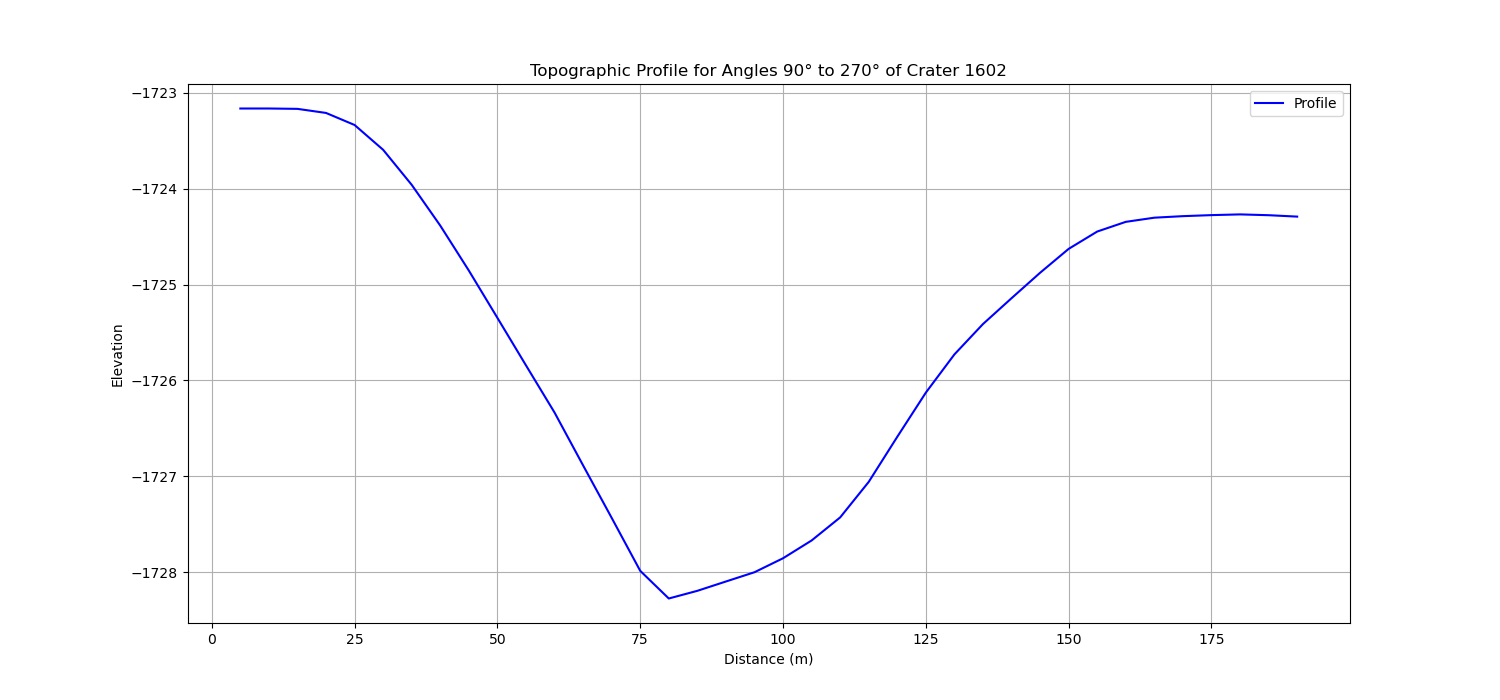 Topographic Profile for Angles 90° to 270° of Crater 1602
Profile
Elevation
−1723
−1724
−1725
−1726
−1727
−1728
0 25 50 75 100 125 150 175
Distance (m)